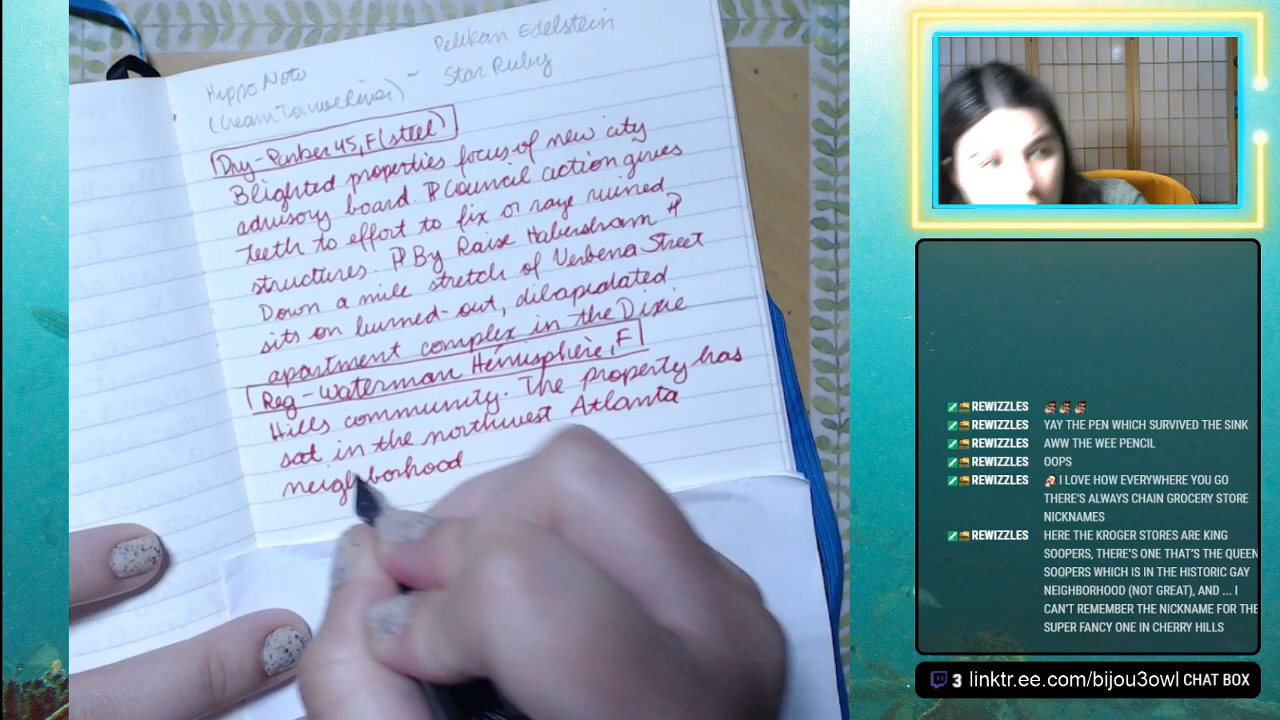 Hippo Noto
(Cream Tomoe River) -
Pelikan Edelstein
Star Ruby
Dry-Parker 45, F (steel)
Blighted properties focus of new city
advisory board. ¶ Council action gives
teeth to effort to fix or raze ruined
structures. ¶ By Raisa Habersham ¶
Down a mile stretch of Verbena Street
sits on burned-out, dilapidated
apartment complex in the Dixie
Reg-Waterman Hémisphère, F
Hills community. The property has
sat in the northwest Atlanta
neighborhood
REWIZZLES
REWIZZLES YAY THE PEN WHICH SURVIVED THE SINK
REWIZZLES AWW THE WEE PENCIL
REWIZZLES OOPS
REWIZZLES I LOVE HOW EVERYWHERE YOU GO
THERE'S ALWAYS CHAIN GROCERY STORE
NICKNAMES
REWIZZLES HERE THE KROGER STORES ARE KING
SOOPERS, THERE'S ONE THAT'S THE QUEEN
SOOPERS WHICH IS IN THE HISTORIC GAY
NEIGHBORHOOD (NOT GREAT), AND ... I
CAN'T REMEMBER THE NICKNAME FOR THE
SUPER FANCY ONE IN CHERRY HILLS
3 linktr.ee.com/bijou3owl CHAT BOX